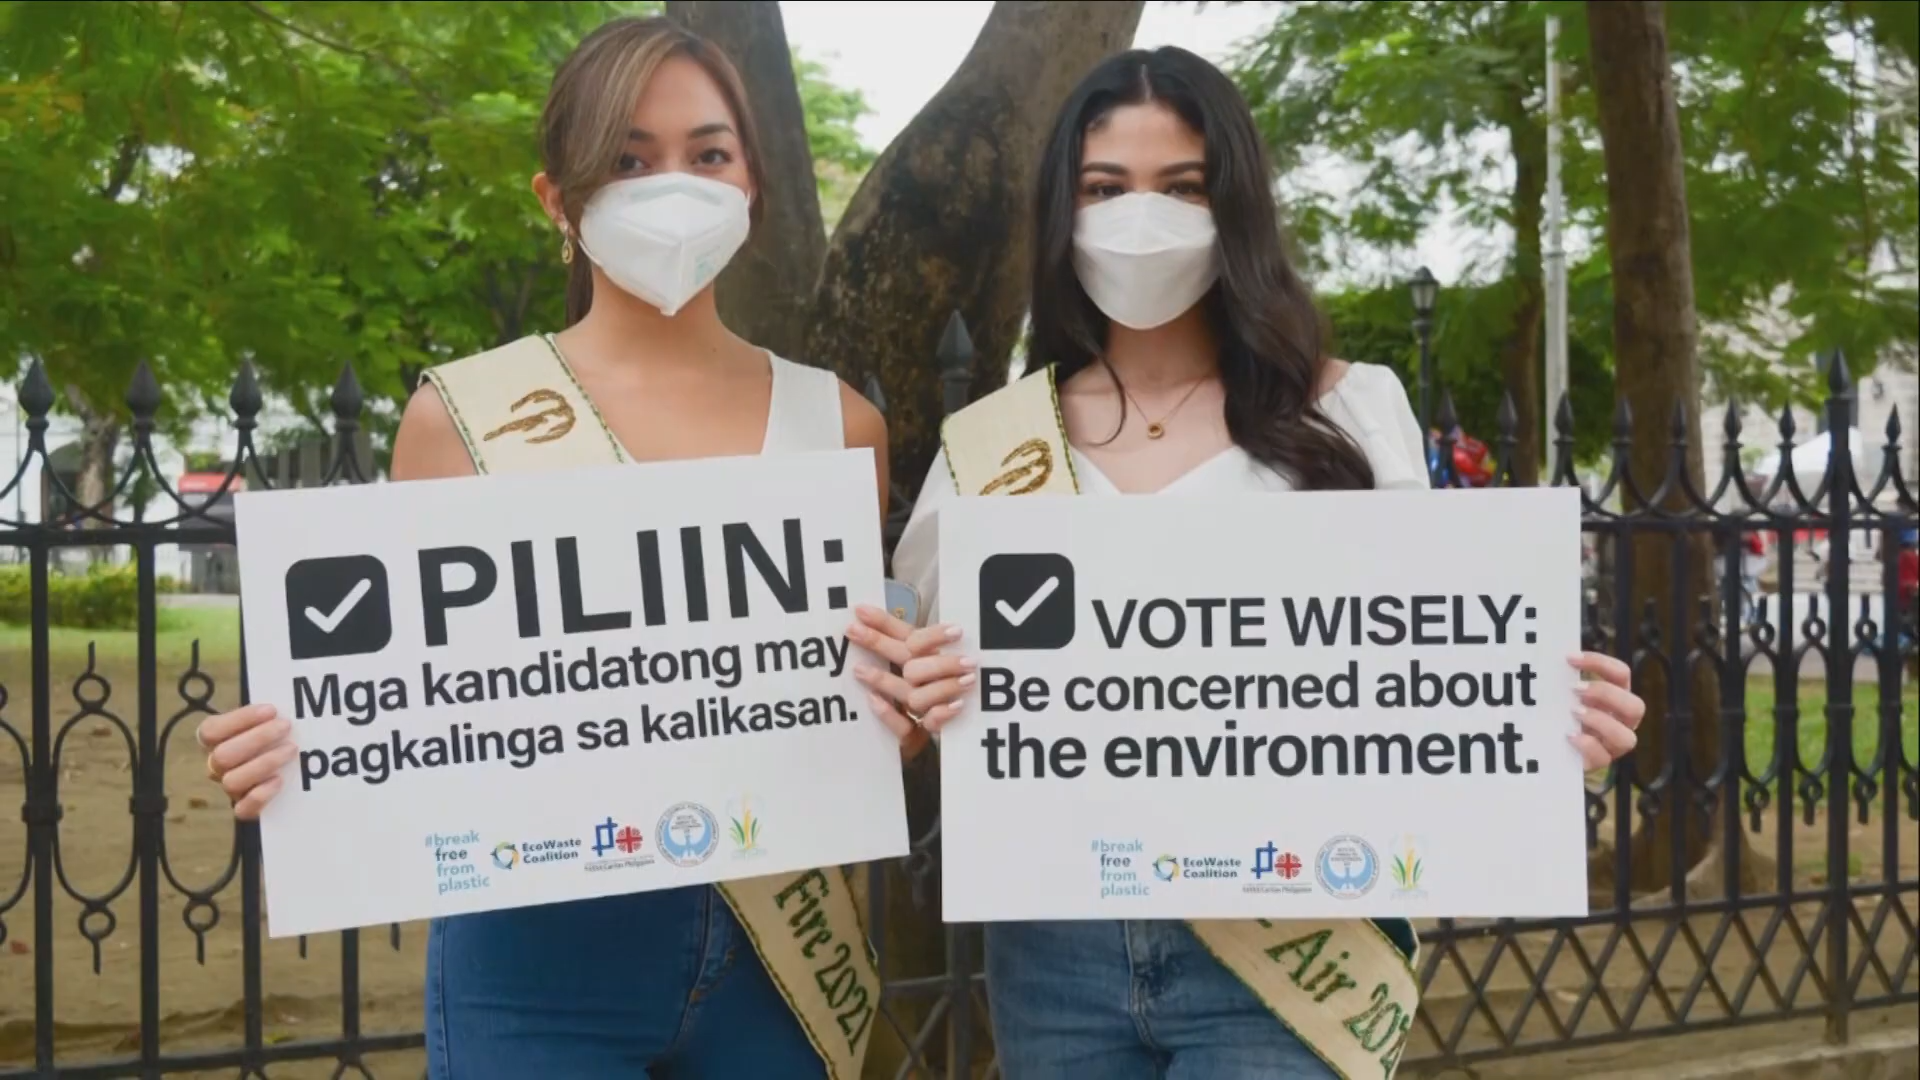 PILIIN:
Mga kandidatong may
pagkalinga sa kalikasan.
#break
free
from
plastic
EcoWaste
Coalition
Fire 2021
VOTE WISELY:
Be concerned about
the environment.
#break
free
from
plastic
EcoWaste
Coalition
Air